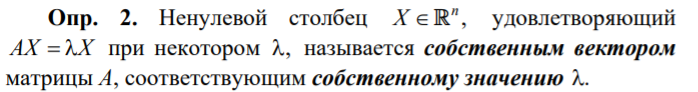 Опр. 2. Ненулевой столбец X ∈ ℝⁿ, удовлетворяющий
AX = λX при некотором λ, называется собственным вектором
матрицы A, соответствующим собственному значению λ.